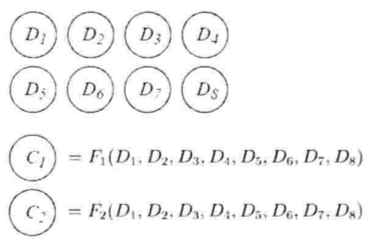 D1 D2 D3 D4
D5 D6 D7 D8
C1 = F1(D1, D2, D3, D4, D5, D6, D7, D8)
C2 = F2(D1, D2, D3, D4, D5, D6, D7, D8)